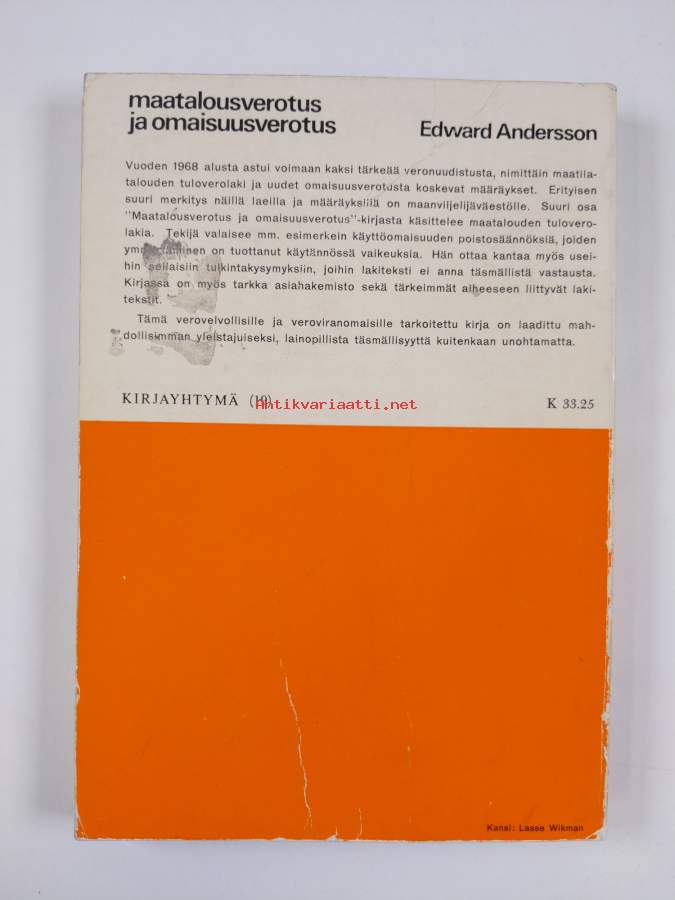 maatalousverotus
ja omaisuusverotus
Edward Andersson
Vuoden 1968 alusta astui voimaan kaksi tärkeää veronuudistusta, nimittäin maatila-
talouden tuloverolaki ja uudet omaisuusverotusta koskevat määräykset. Erityisen
suuri merkitys näillä laeilla ja määräyksillä on maanviljelijäväestölle. Suuri osa
"Maatalousverotus ja omaisuusverotus"-kirjasta käsittelee maatalouden tulovero-
lakia. Tekijä valaisee mm. esimerkein käyttöomaisuuden poistosäännöksiä, joiden
ymmärtäminen on tuottanut käytännössä vaikeuksia. Hän ottaa kantaa myös usei-
hin sellaisiin tulkintakysymyksiin, joihin lakiteksti ei anna täsmällistä vastausta.
Kirjassa on myös tarkka asiahakemisto sekä tärkeimmät aiheeseen liittyvät laki-
tekstit.
Tämä verovelvollisille ja veroviranomaisille tarkoitettu kirja on laadittu mah-
dollisimman yleistajuiseksi, lainopillista täsmällisyyttä kuitenkaan unohtamatta.
KIRJAYHTYMÄ (19)
Antikvariaatti.net
K 33.25
Kansi: Lasse Wikman